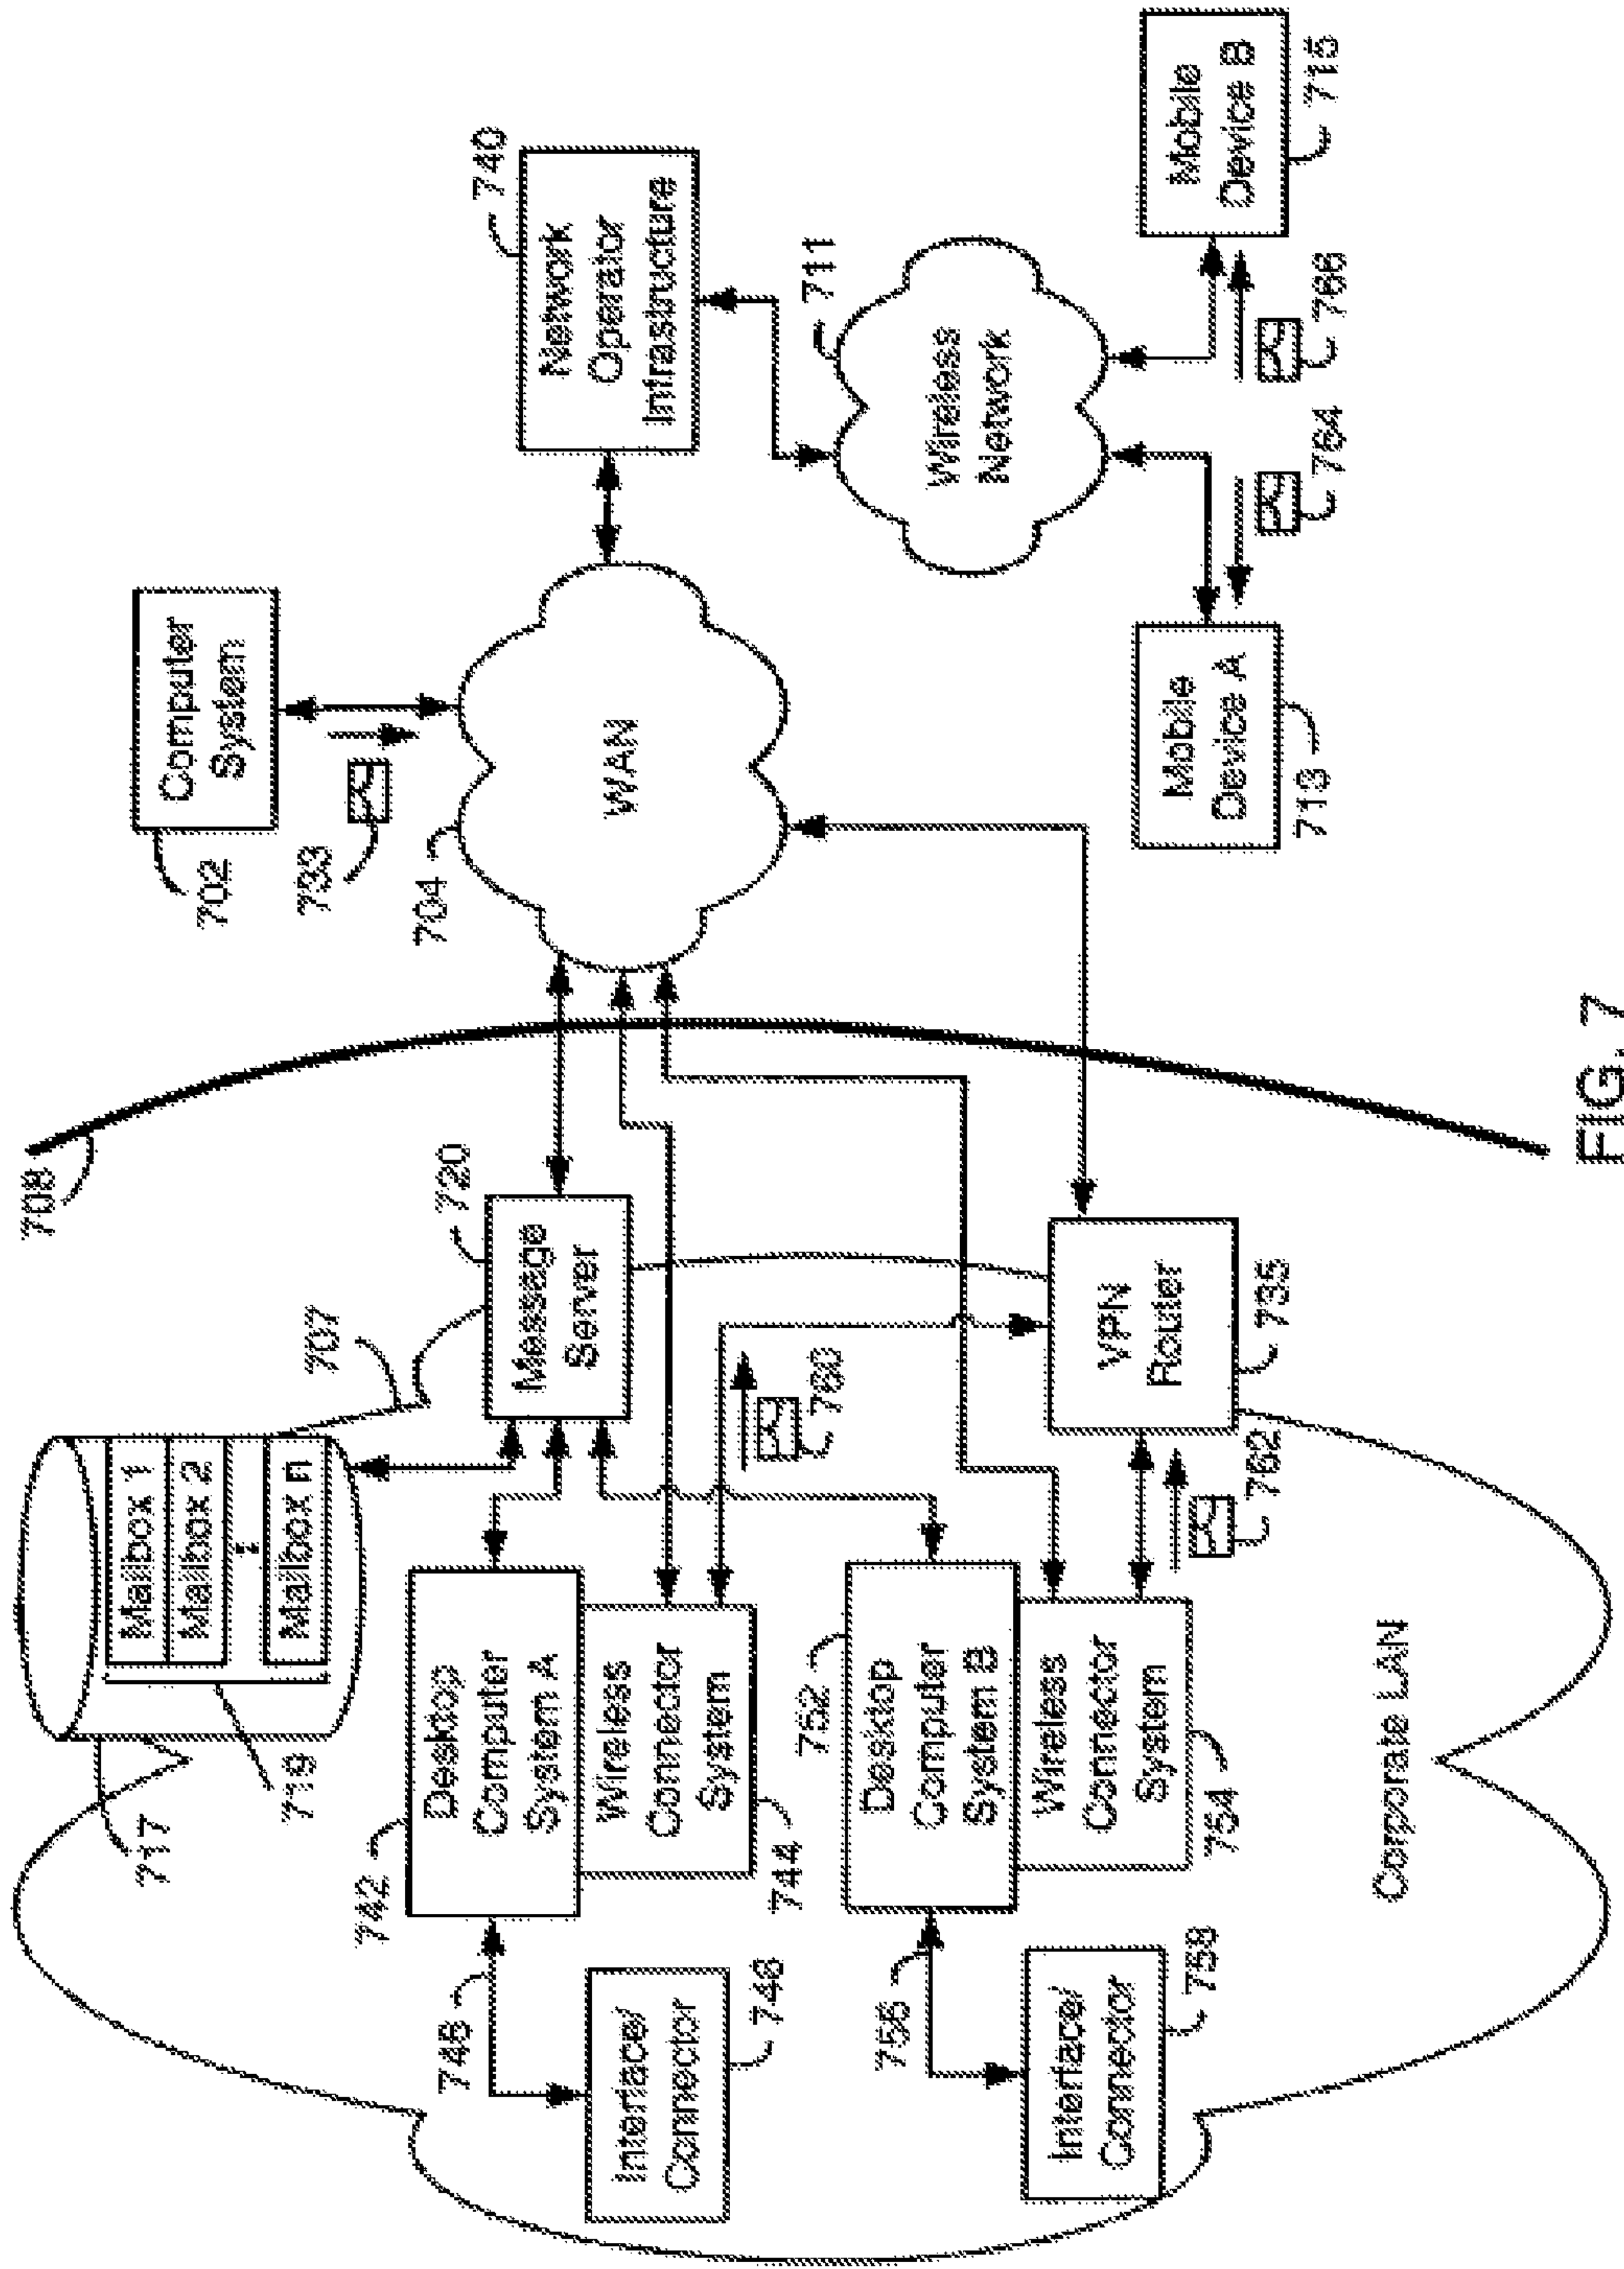 717
719
Mailbox 1
Mailbox 2
:
Mailbox n
707
708
702
Computer
System
733
704
WAN
740
Network
Operator
Infrastructure
720
Message
Server
742
Desktop
Computer
System A
746
Interface/
Connector
748
Wireless
Connector
System
744
760
711
Wireless
Network
752
Desktop
Computer
System B
756
Interface/
Connector
758
Wireless
Connector
System
754
VPN
Router
735
762
Mobile
Device A
713
764
766
Mobile
Device B
715
Corporate LAN
FIG. 7